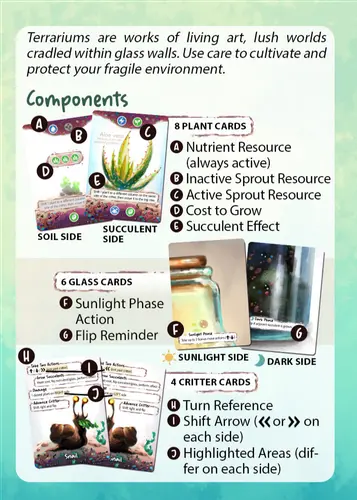 Terrariums are works of living art, lush worlds
cradled within glass walls. Use care to cultivate and
protect your fragile environment.
Components
8 PLANT CARDS
A Nutrient Resource
(always active)
B Inactive Sprout Resource
C Active Sprout Resource
D Cost to Grow
E Succulent Effect
A
B
C
D
E
SOIL SIDE
SUCCULENT
SIDE
6 GLASS CARDS
F Sunlight Phase
Action
G Flip Reminder
F
G
SUNLIGHT SIDE
DARK SIDE
H
I
J
Snail
Snail
4 CRITTER CARDS
H Turn Reference
I Shift Arrow (« or » on
each side)
J Highlighted Areas (dif-
fer on each side)